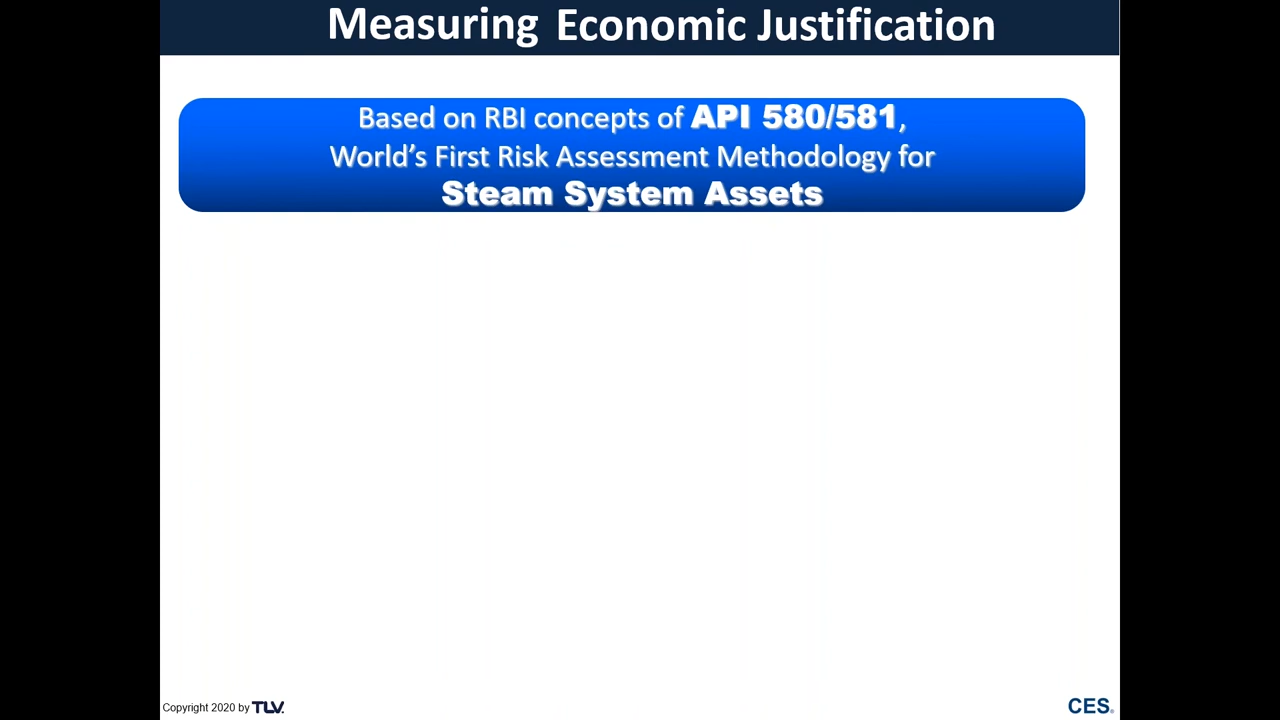 Measuring Economic Justification
Based on RBI concepts of API 580/581,
World's First Risk Assessment Methodology for
Steam System Assets
Copyright 2020 by TLV.
CES®